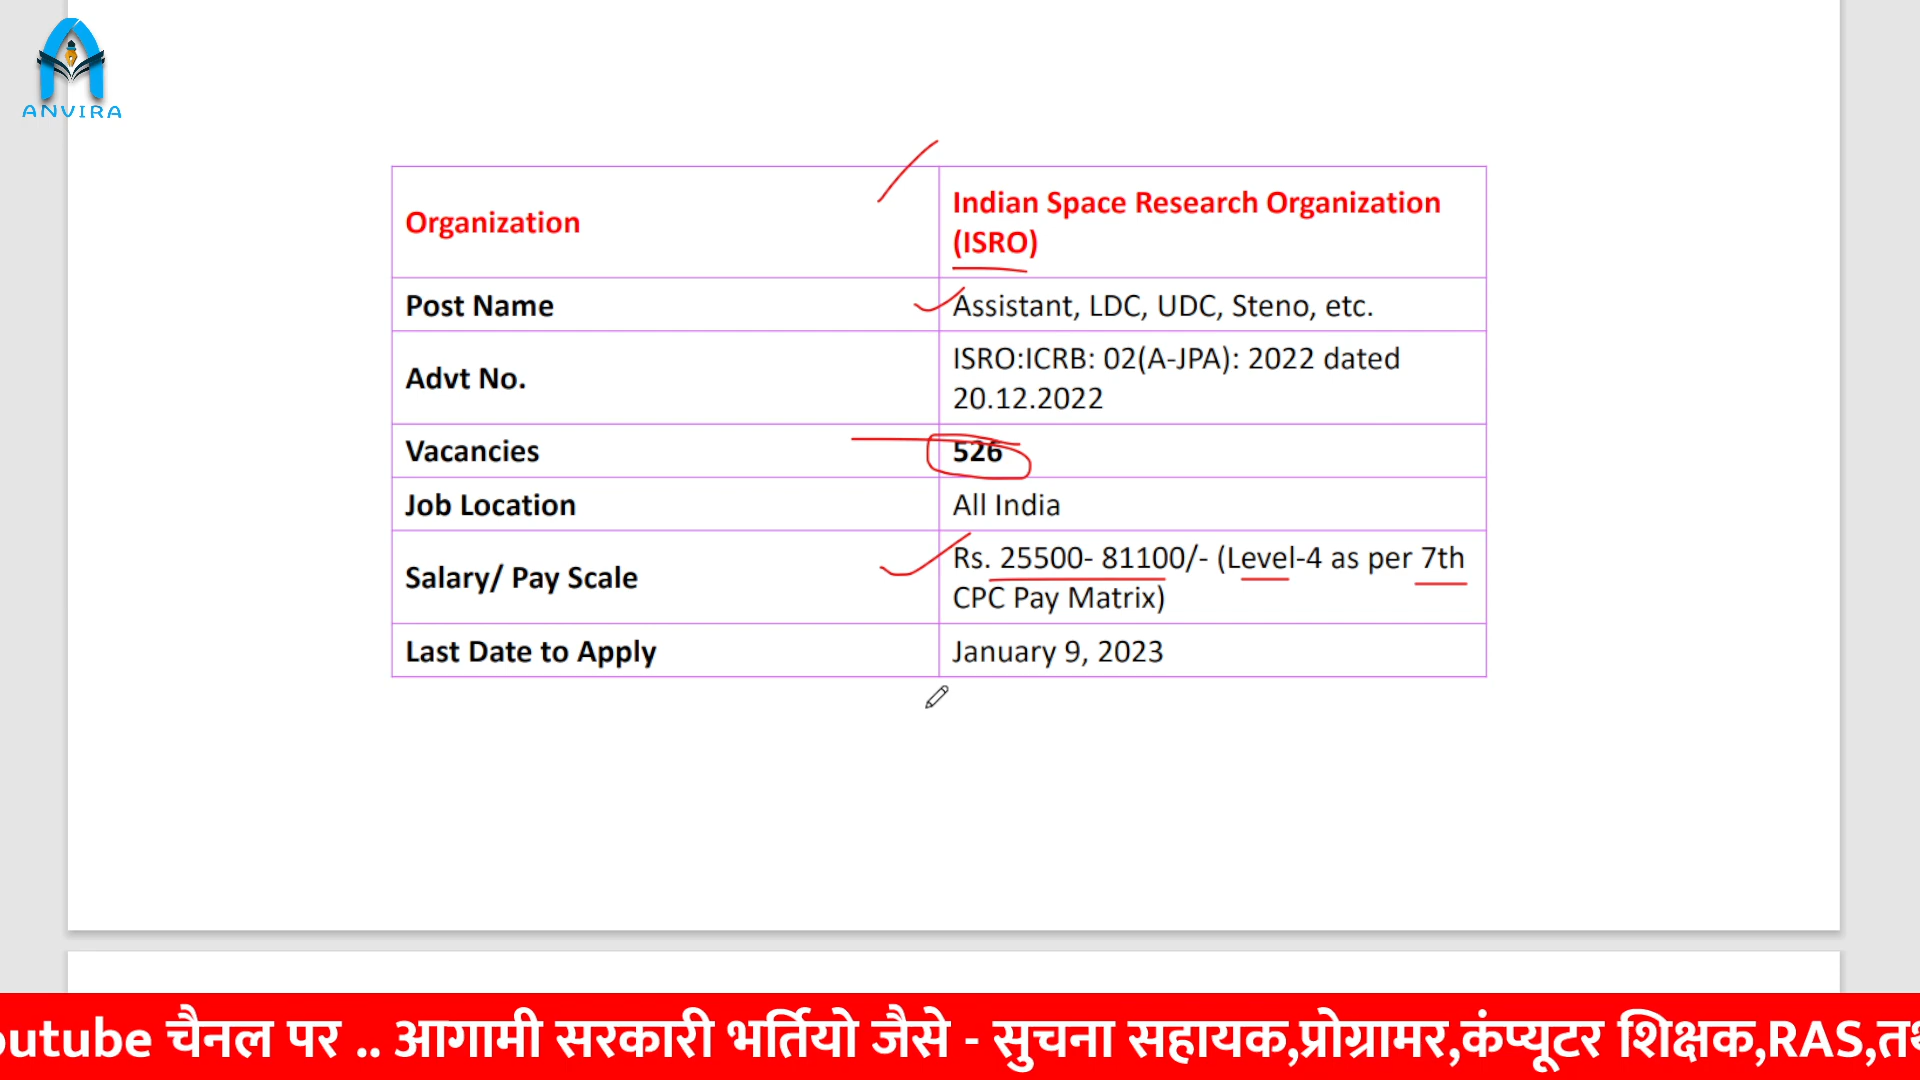 ANVIRA
Organization
Indian Space Research Organization
(ISRO)
Post Name
Assistant, LDC, UDC, Steno, etc.
Advt No.
ISRO:ICRB: 02(A-JPA): 2022 dated
20.12.2022
Vacancies
526
Job Location
All India
Salary/ Pay Scale
Rs. 25500- 81100/- (Level-4 as per 7th
CPC Pay Matrix)
Last Date to Apply
January 9, 2023
outube चैनल पर .. आगामी सरकारी भर्तियो जैसे - सुचना सहायक,प्रोग्रामर,कंप्यूटर शिक्षक,RAS,